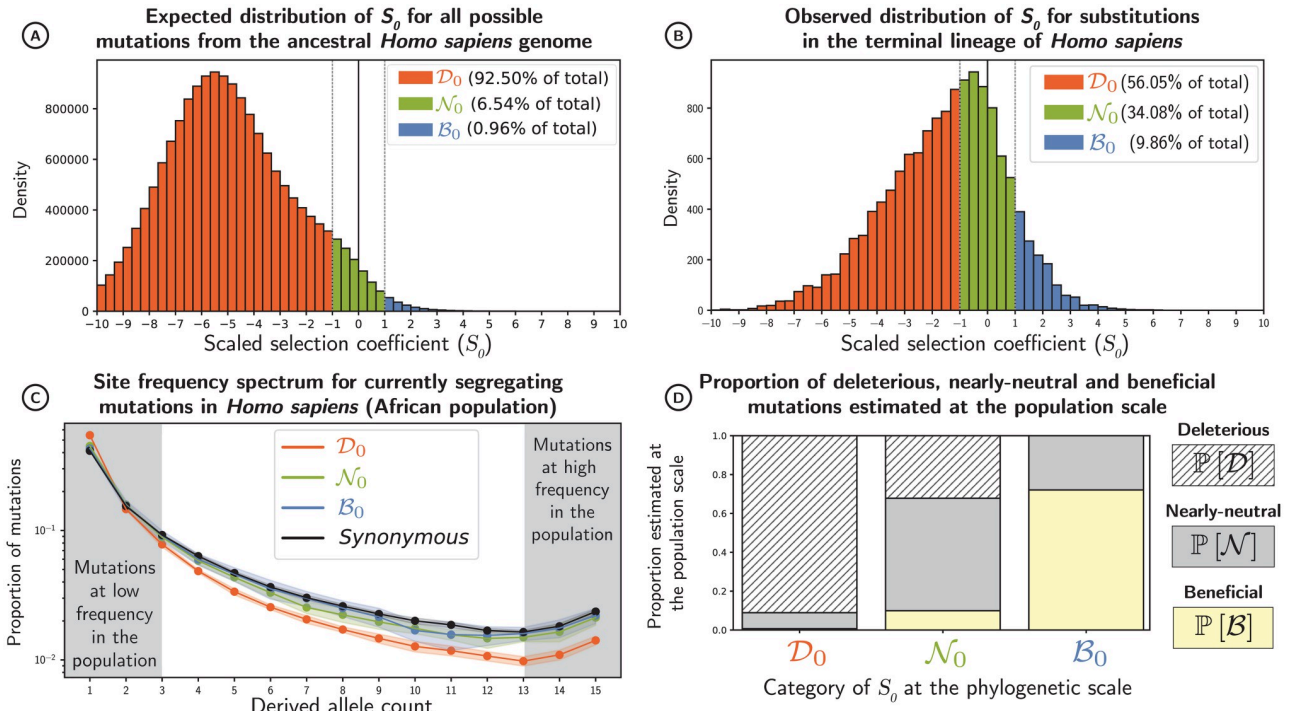 A
Expected distribution of S0 for all possible
mutations from the ancestral Homo sapiens genome
D0 (92.50% of total)
N0 (6.54% of total)
B0 (0.96% of total)
Density
800000
600000
400000
200000
0
−10 −9 −8 −7 −6 −5 −4 −3 −2 −1 0 1 2 3 4 5 6 7 8 9 10
Scaled selection coefficient (S0)
B
Observed distribution of S0 for substitutions
in the terminal lineage of Homo sapiens
D0 (56.05% of total)
N0 (34.08% of total)
B0 (9.86% of total)
Density
800
600
400
200
0
−10 −9 −8 −7 −6 −5 −4 −3 −2 −1 0 1 2 3 4 5 6 7 8 9 10
Scaled selection coefficient (S0)
C
Site frequency spectrum for currently segregating
mutations in Homo sapiens (African population)
D0
N0
B0
Synonymous
Mutations
at low
frequency
in the
population
Mutations
at high
frequency
in the
population
Proportion of mutations
10−1
10−2
1 2 3 4 5 6 7 8 9 10 11 12 13 14 15
Derived allele count
D
Proportion of deleterious, nearly-neutral and beneficial
mutations estimated at the population scale
Proportion estimated at
the population scale
1.0
0.8
0.6
0.4
0.2
0.0
D0 N0 B0
Category of S0 at the phylogenetic scale
Deleterious
ℙ [D]
Nearly-neutral
ℙ [N]
Beneficial
ℙ [B]